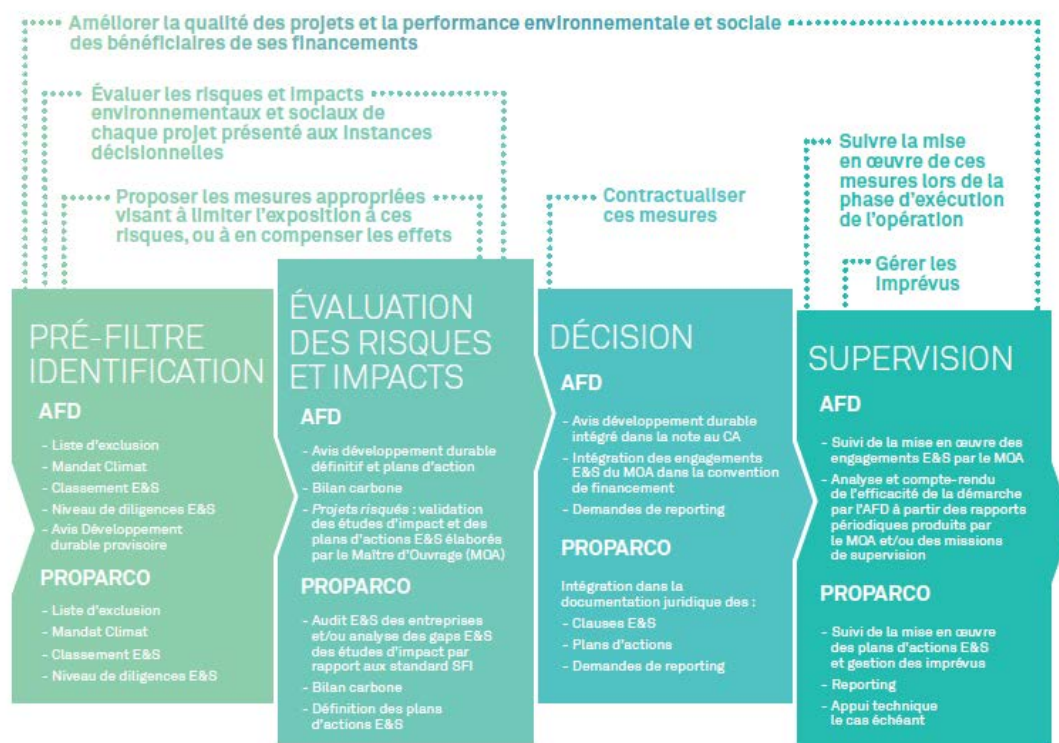 Améliorer la qualité des projets et la performance environnementale et sociale
des bénéficiaires de ses financements
Évaluer les risques et impacts
environnementaux et sociaux de
chaque projet présenté aux instances
décisionnelles
Proposer les mesures appropriées
visant à limiter l'exposition à ces
risques, ou à en compenser les effets
Contractualiser
ces mesures
Suivre la mise
en œuvre de ces
mesures lors de la
phase d'exécution
de l'opération
Gérer les
imprévus
PRÉ-FILTRE
IDENTIFICATION
AFD
- Liste d'exclusion
- Mandat Climat
- Classement E&S
- Niveau de diligences E&S
- Avis Développement
durable provisoire
PROPARCO
- Liste d'exclusion
- Mandat Climat
- Classement E&S
- Niveau de diligences E&S
ÉVALUATION
DES RISQUES
ET IMPACTS
AFD
- Avis développement durable
définitif et plans d'action
- Bilan carbone
- Projets risqués : validation
des études d'impact et des
plans d'actions E&S élaborés
par le Maître d'Ouvrage (MOA)
PROPARCO
- Audit E&S des entreprises
et/ou analyse des gaps E&S
des études d'impact par
rapport aux standard SFI
- Bilan carbone
- Définition des plans
d'actions E&S
DÉCISION
AFD
- Avis développement durable
intégré dans la note au CA
- Intégration des engagements
E&S du MOA dans la convention
de financement
- Demandes de reporting
PROPARCO
Intégration dans la
documentation juridique des :
- Clauses E&S
- Plans d'actions
- Demandes de reporting
SUPERVISION
AFD
- Suivi de la mise en œuvre des
engagements E&S par le MOA
- Analyse et compte-rendu
de l'efficacité de la démarche
par l'AFD à partir des rapports
périodiques produits par
le MOA et/ou des missions
de supervision
PROPARCO
- Suivi de la mise en œuvre
des plans d'actions E&S
et gestion des imprévus
- Reporting
- Appui technique
le cas échéant